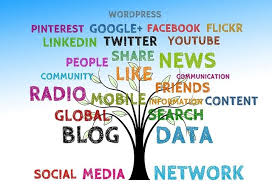 WORDPRESS
PINTEREST GOOGLE+ FACEBOOK FLICKR
LINKEDIN TWITTER YOUTUBE
PEOPLE SHARE NEWS
COMMUNITY LIKE COMMUNICATION
RADIO MOBILE FRIENDS
INFORMATION CONTENT
GLOBAL SEARCH
BLOG DATA
SOCIAL MEDIA NETWORK